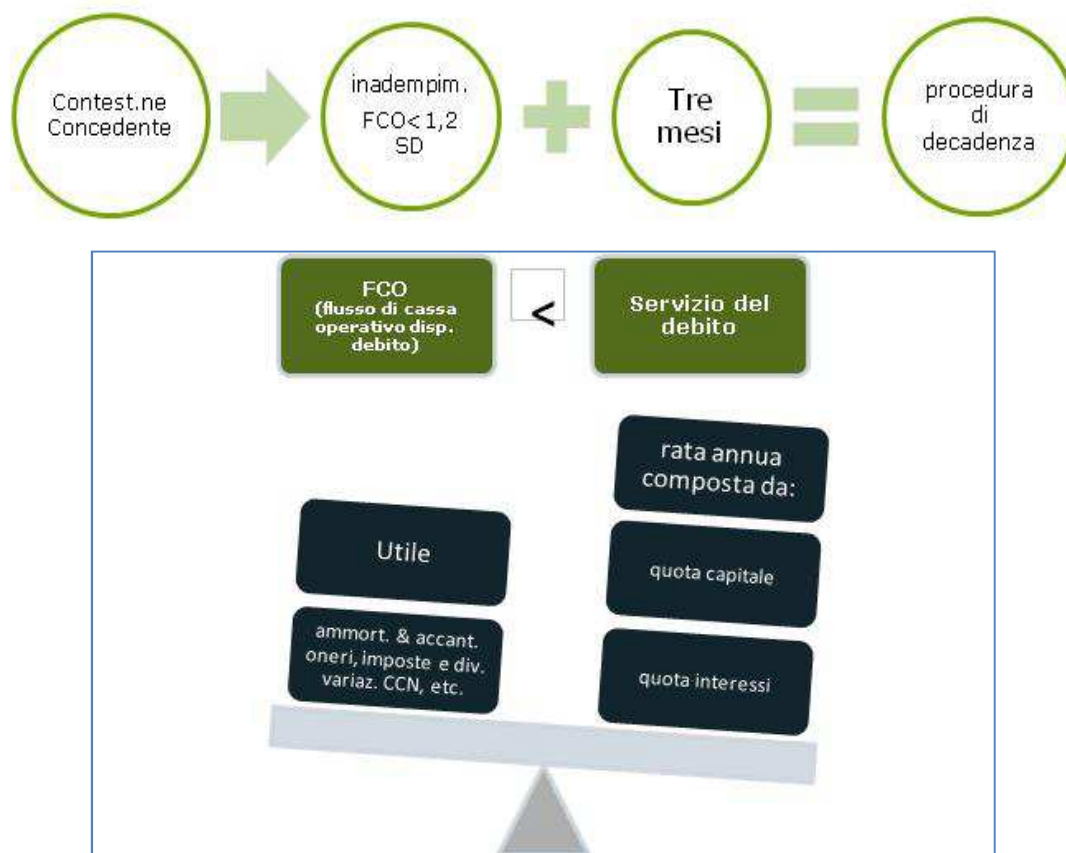 Contest.ne
Concedente
inadempim.
FCO< 1,2
SD
Tre
mesi
procedura
di
decadenza
FCO
(flusso di cassa
operativo disp.
debito)
<
Servizio del
debito
Utile
ammort. & accant.
oneri, imposte e div.
variaz. CCN, etc.
rata annua
composta da:
quota capitale
quota interessi